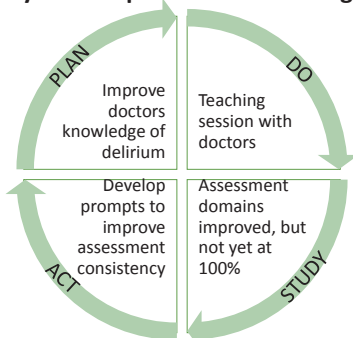 PLAN
DO
Improve
doctors
knowledge of
delirium
Teaching
session with
doctors
Develop
prompts to
improve
assessment
consistency
Assessment
domains
improved, but
not yet at
100%
ACT
STUDY